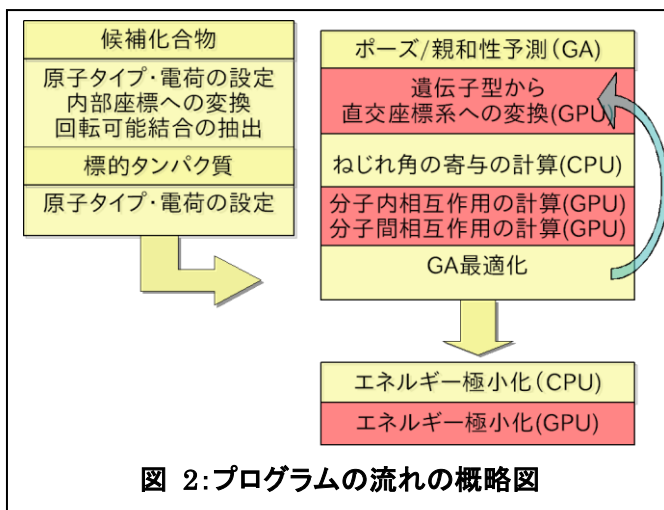 候補化合物
原子タイプ・電荷の設定
内部座標への変換
回転可能結合の抽出
標的タンパク質
原子タイプ・電荷の設定
ポーズ/親和性予測(GA)
遺伝子型から
直交座標系への変換(GPU)
ねじれ角の寄与の計算(CPU)
分子内相互作用の計算(GPU)
分子間相互作用の計算(GPU)
GA最適化
エネルギー極小化(CPU)
エネルギー極小化(GPU)
図 2:プログラムの流れの概略図